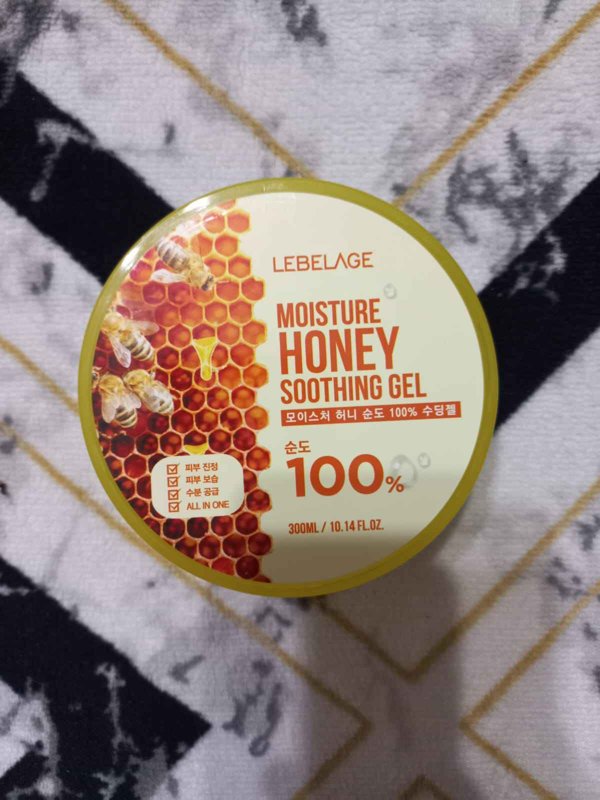 LEBELAGE
MOISTURE
HONEY
SOOTHING GEL
모이스처 허니 순도 100% 수딩젤
순도
100%
300ML / 10.14 FL.OZ.
피부 진정
피부 보습
수분 공급
ALL IN ONE